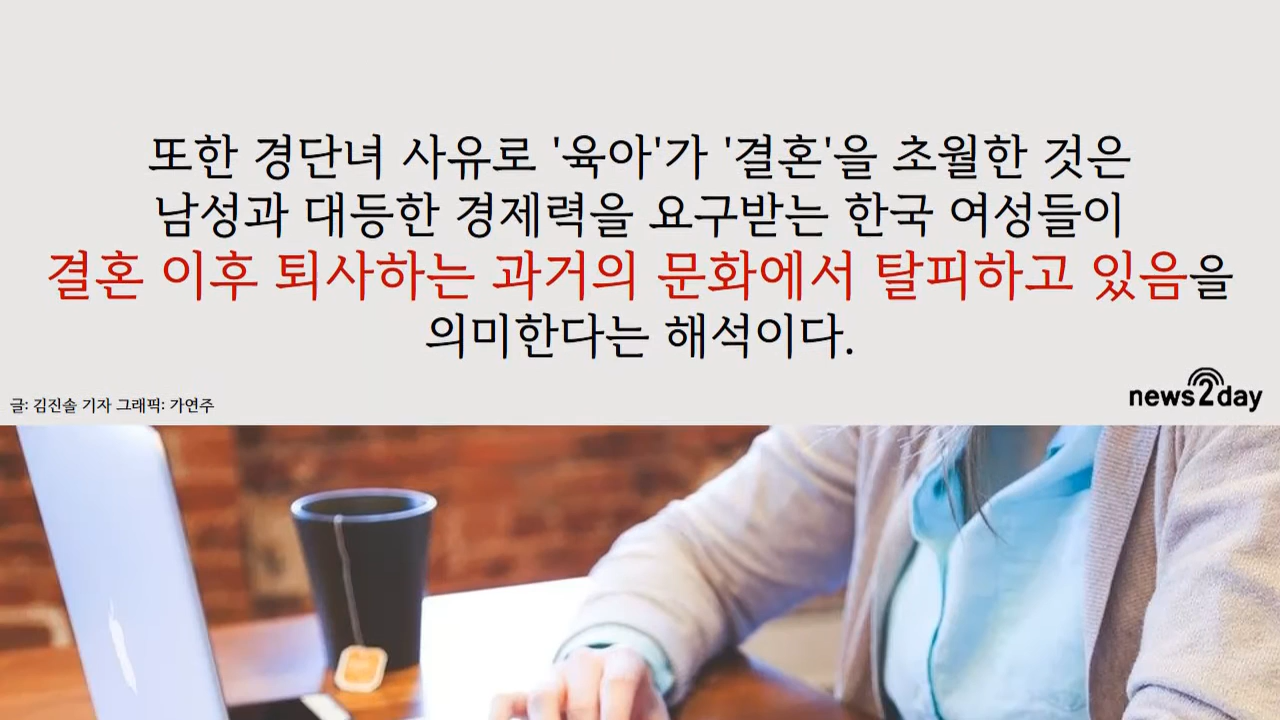 또한 경단녀 사유로 '육아'가 '결혼'을 초월한 것은
남성과 대등한 경제력을 요구받는 한국 여성들이
결혼 이후 퇴사하는 과거의 문화에서 탈피하고 있음을
의미한다는 해석이다.
글: 김진솔 기자 그래픽: 가연주
news2day